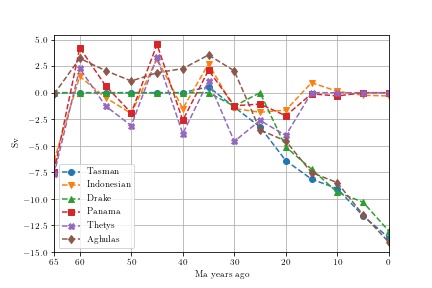 5.0
2.5
0.0
−2.5
−5.0
−7.5
−10.0
−12.5
−15.0
Sv
Tasman
Indonesian
Drake
Panama
Thetys
Aghulas
65 60 50 40 30 20 10 0
Ma years ago